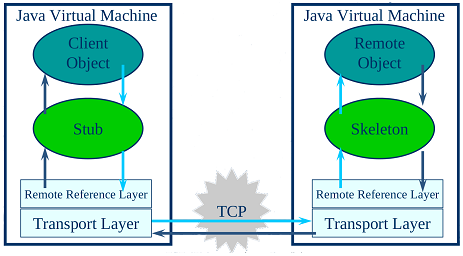 Java Virtual Machine
Client
Object
Stub
Remote Reference Layer
Transport Layer
TCP
Java Virtual Machine
Remote
Object
Skeleton
Remote Reference Layer
Transport Layer